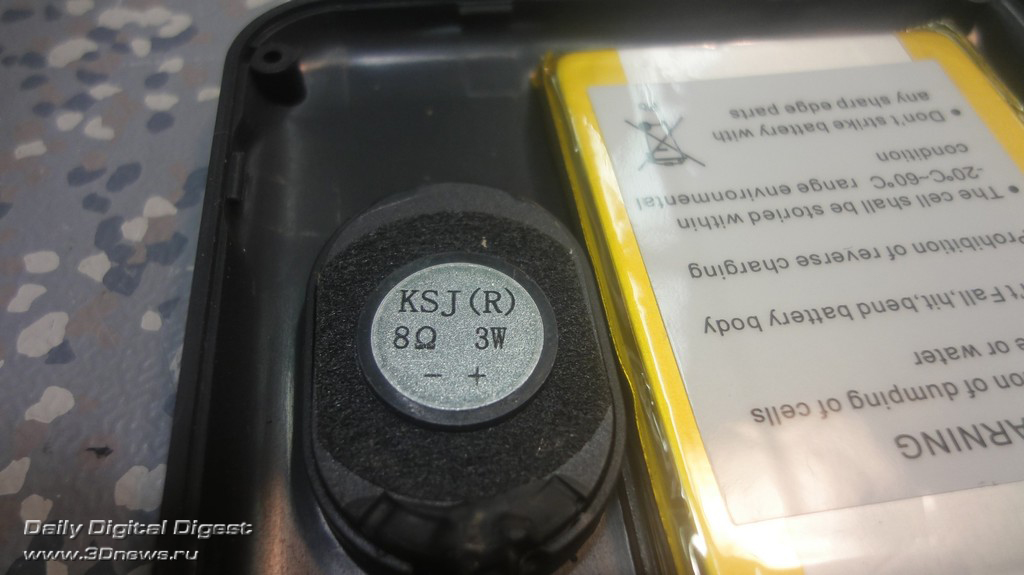 KSJ(R)
8Ω 3W
- +
ARNING
on of dumping of cells
e or water
't Fall,hit,bend battery body
Prohibition of reverse charging
• The cell shall be storied within
-20°C~60°C range environmental
condition
• Don't strike battery with
any sharp edge parts
Daily Digital Digest
www.3Dnews.ru